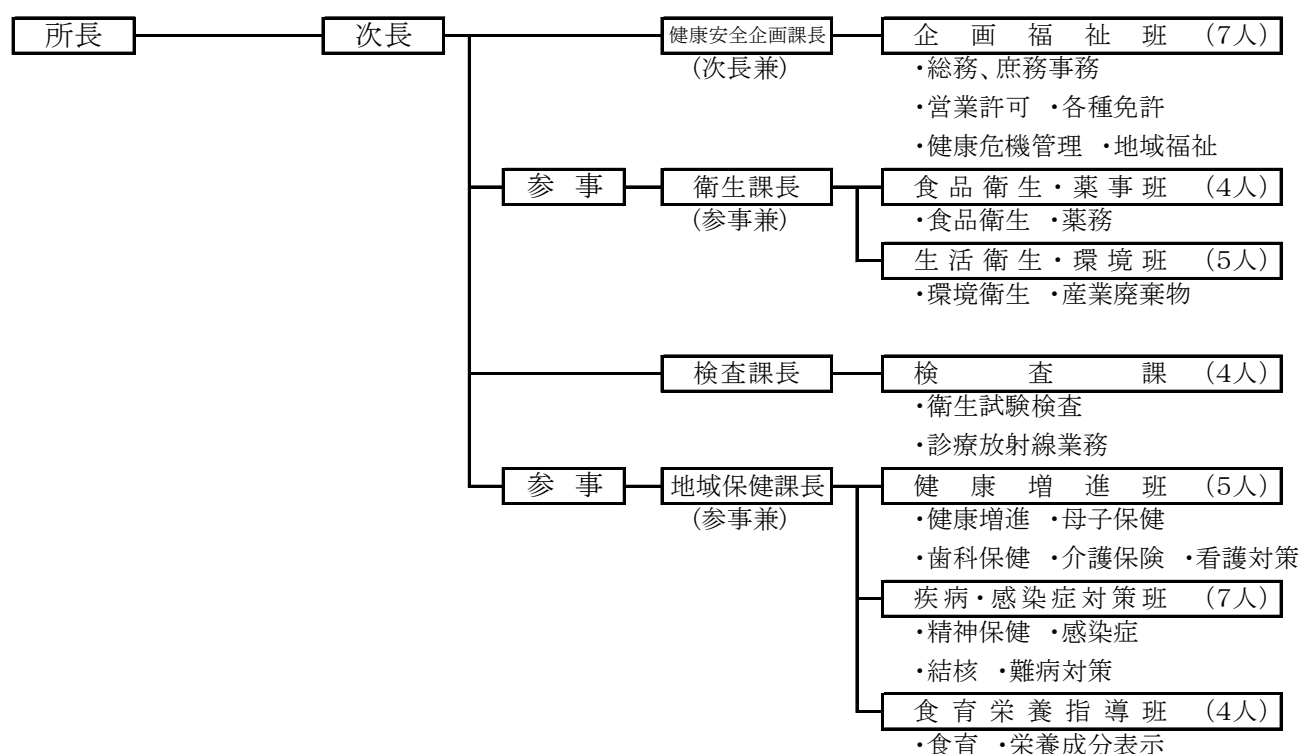 所長 次長 健康安全企画課長 企画福祉班 (7人)
(次長兼) ・総務、庶務事務
・営業許可 ・各種免許
・健康危機管理 ・地域福祉
参事 衛生課長 食品衛生・薬事班 (4人)
(参事兼) ・食品衛生 ・薬務
生活衛生・環境班 (5人)
・環境衛生 ・産業廃棄物
検査課長 検査課 (4人)
・衛生試験検査
・診療放射線業務
参事 地域保健課長 健康増進班 (5人)
(参事兼) ・健康増進 ・母子保健
・歯科保健 ・介護保険 ・看護対策
疾病・感染症対策班 (7人)
・精神保健 ・感染症
・結核 ・難病対策
食育栄養指導班 (4人)
・食育 ・栄養成分表示